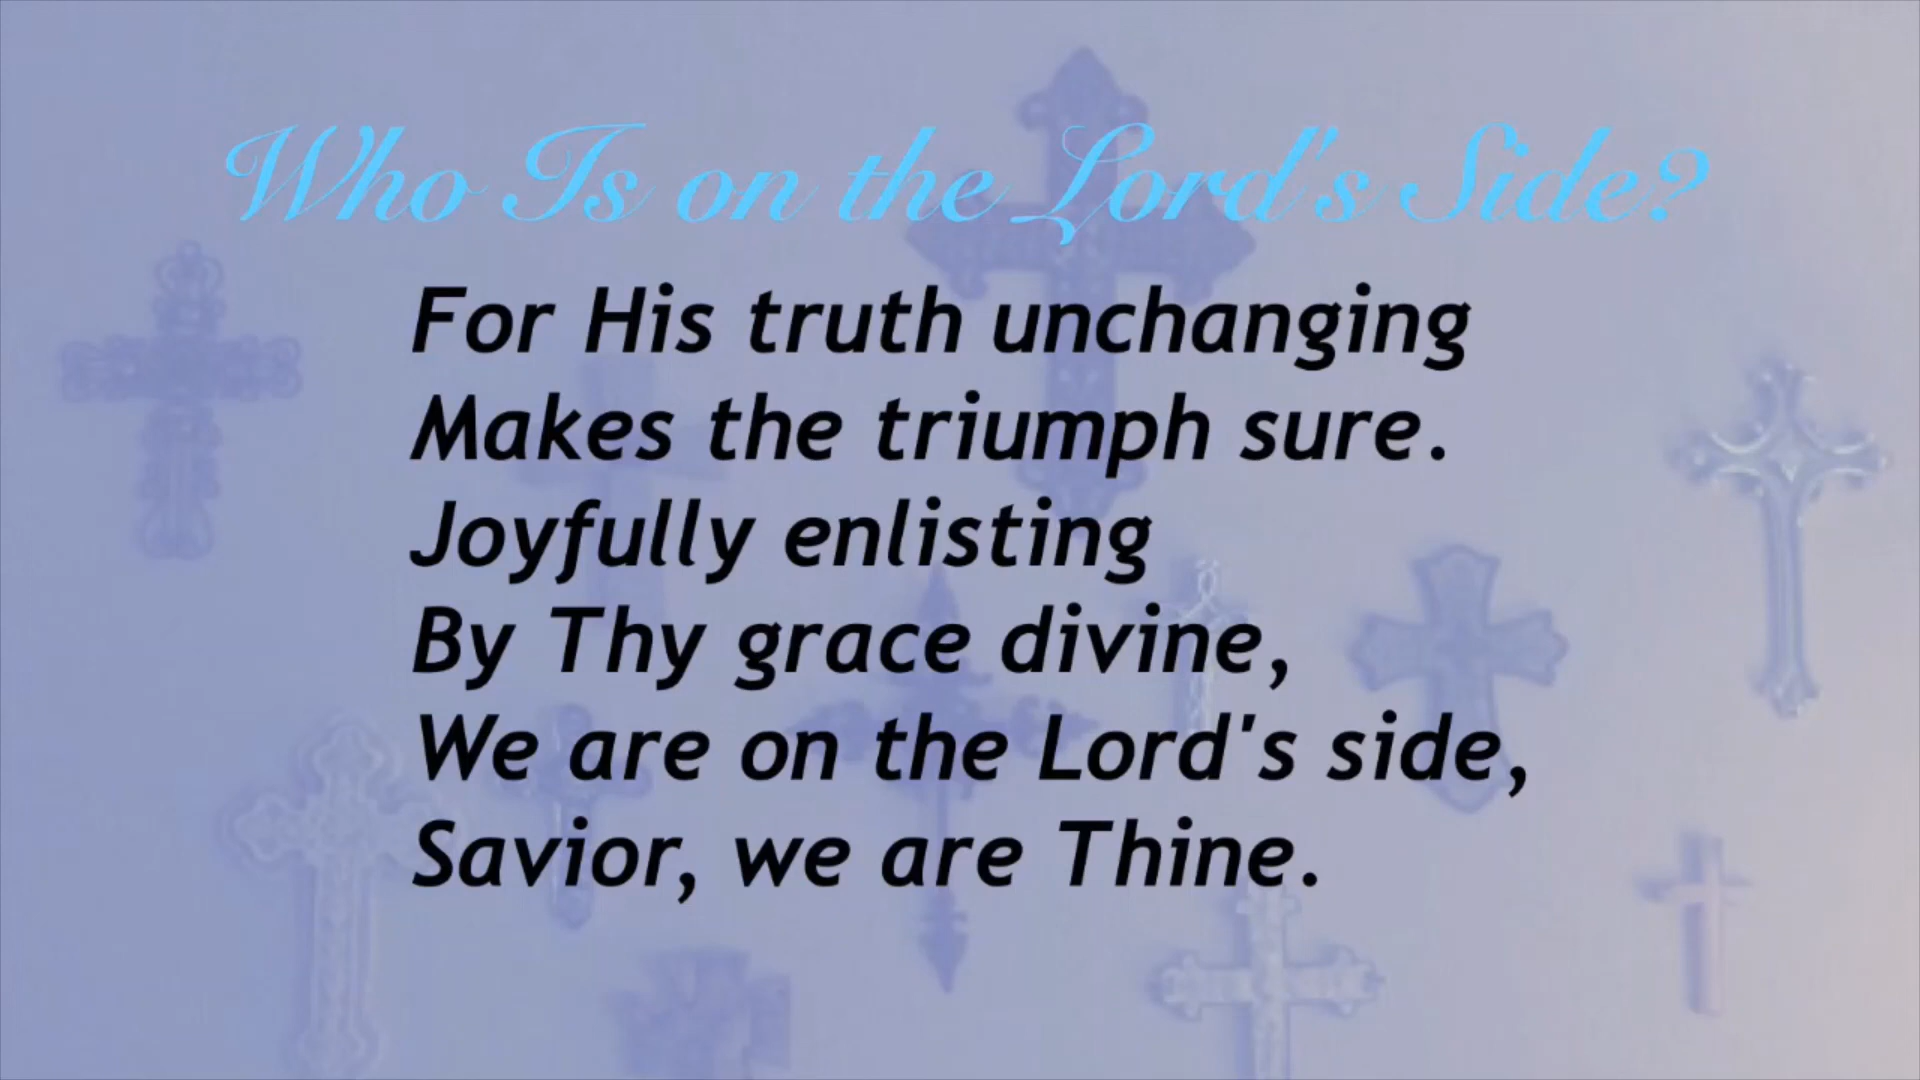 Who Is on the Lord's Side?
For His truth unchanging
Makes the triumph sure.
Joyfully enlisting
By Thy grace divine,
We are on the Lord's side,
Savior, we are Thine.